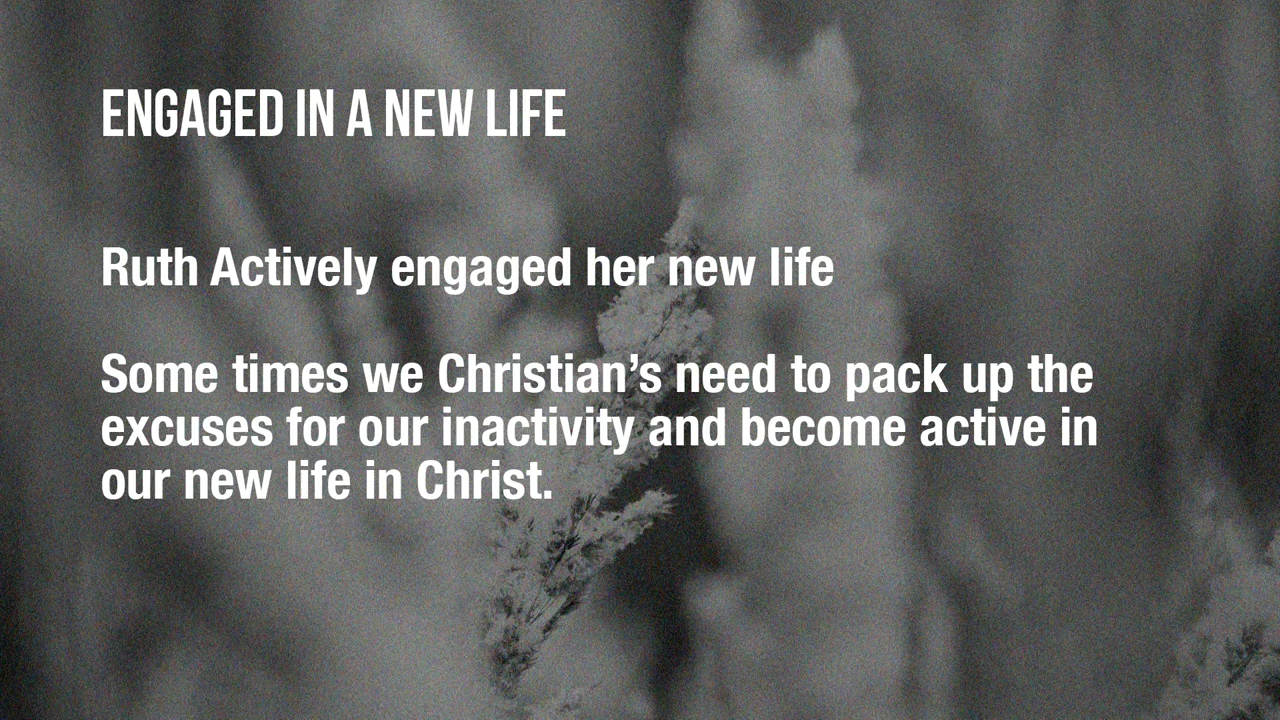 ENGAGED IN A NEW LIFE
Ruth Actively engaged her new life
Some times we Christian’s need to pack up the
excuses for our inactivity and become active in
our new life in Christ.